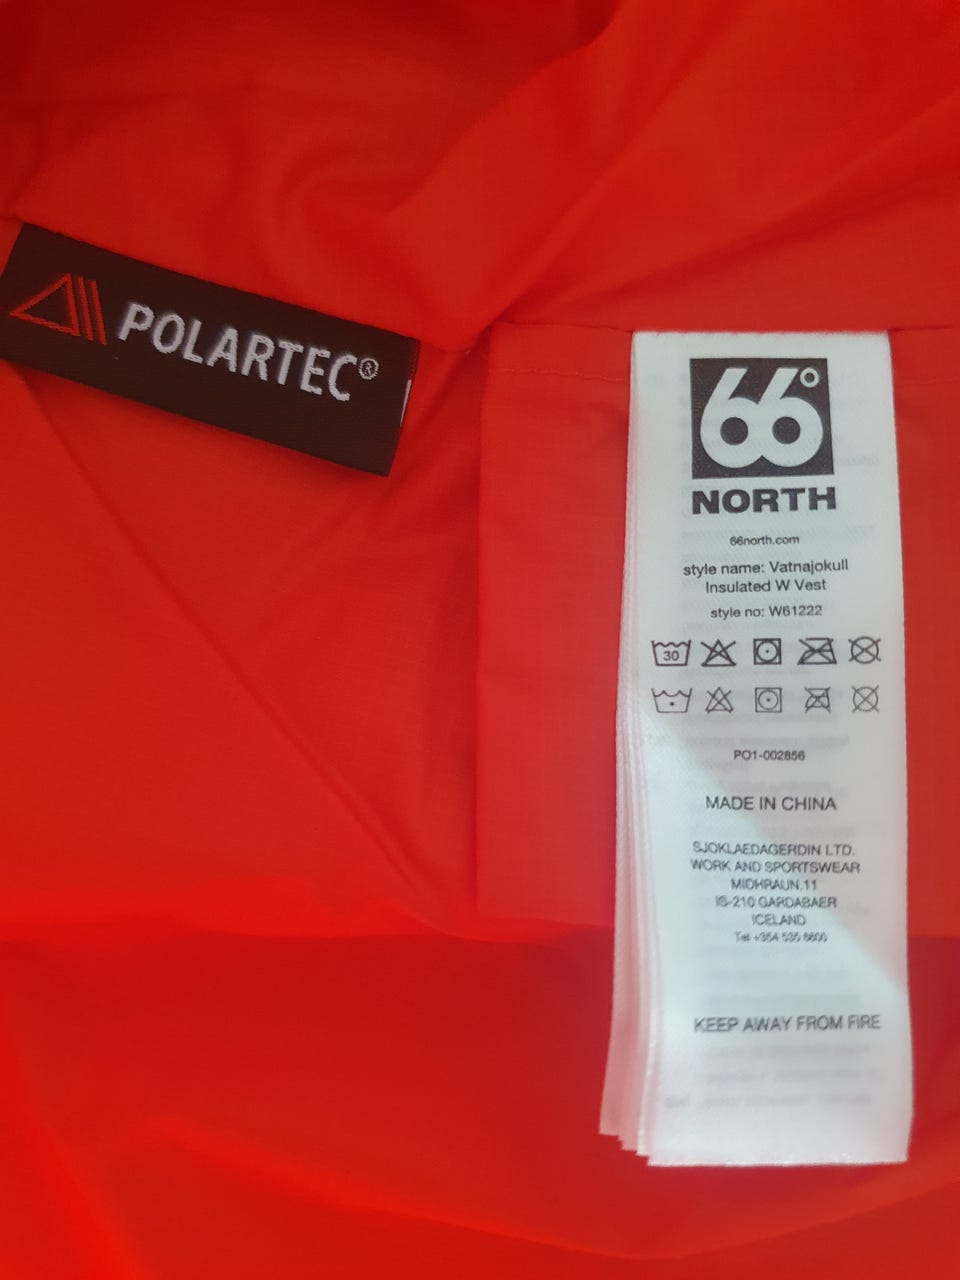 POLARTEC®
66°
NORTH
66north.com
style name: Vatnajokull
Insulated W Vest
style no: W61222
30
PO1-002856
MADE IN CHINA
SJOKLAEDAGERDIN LTD.
WORK AND SPORTSWEAR
MIDHRAUN.11
IS-210 GARDABAER
ICELAND
Tel +354 535 6600
KEEP AWAY FROM FIRE